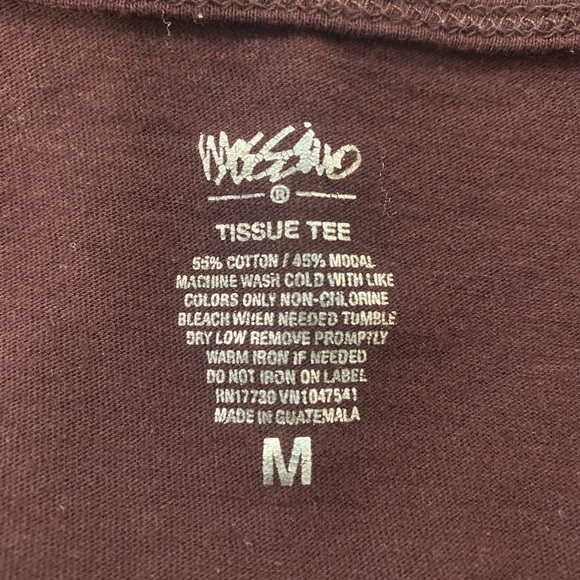 Mossimo
®
TISSUE TEE
55% COTTON / 45% MODAL
MACHINE WASH COLD WITH LIKE
COLORS ONLY NON-CHLORINE
BLEACH WHEN NEEDED TUMBLE
DRY LOW REMOVE PROMPTLY
WARM IRON IF NEEDED
DO NOT IRON ON LABEL
RN17730 VN1047541
MADE IN GUATEMALA
M